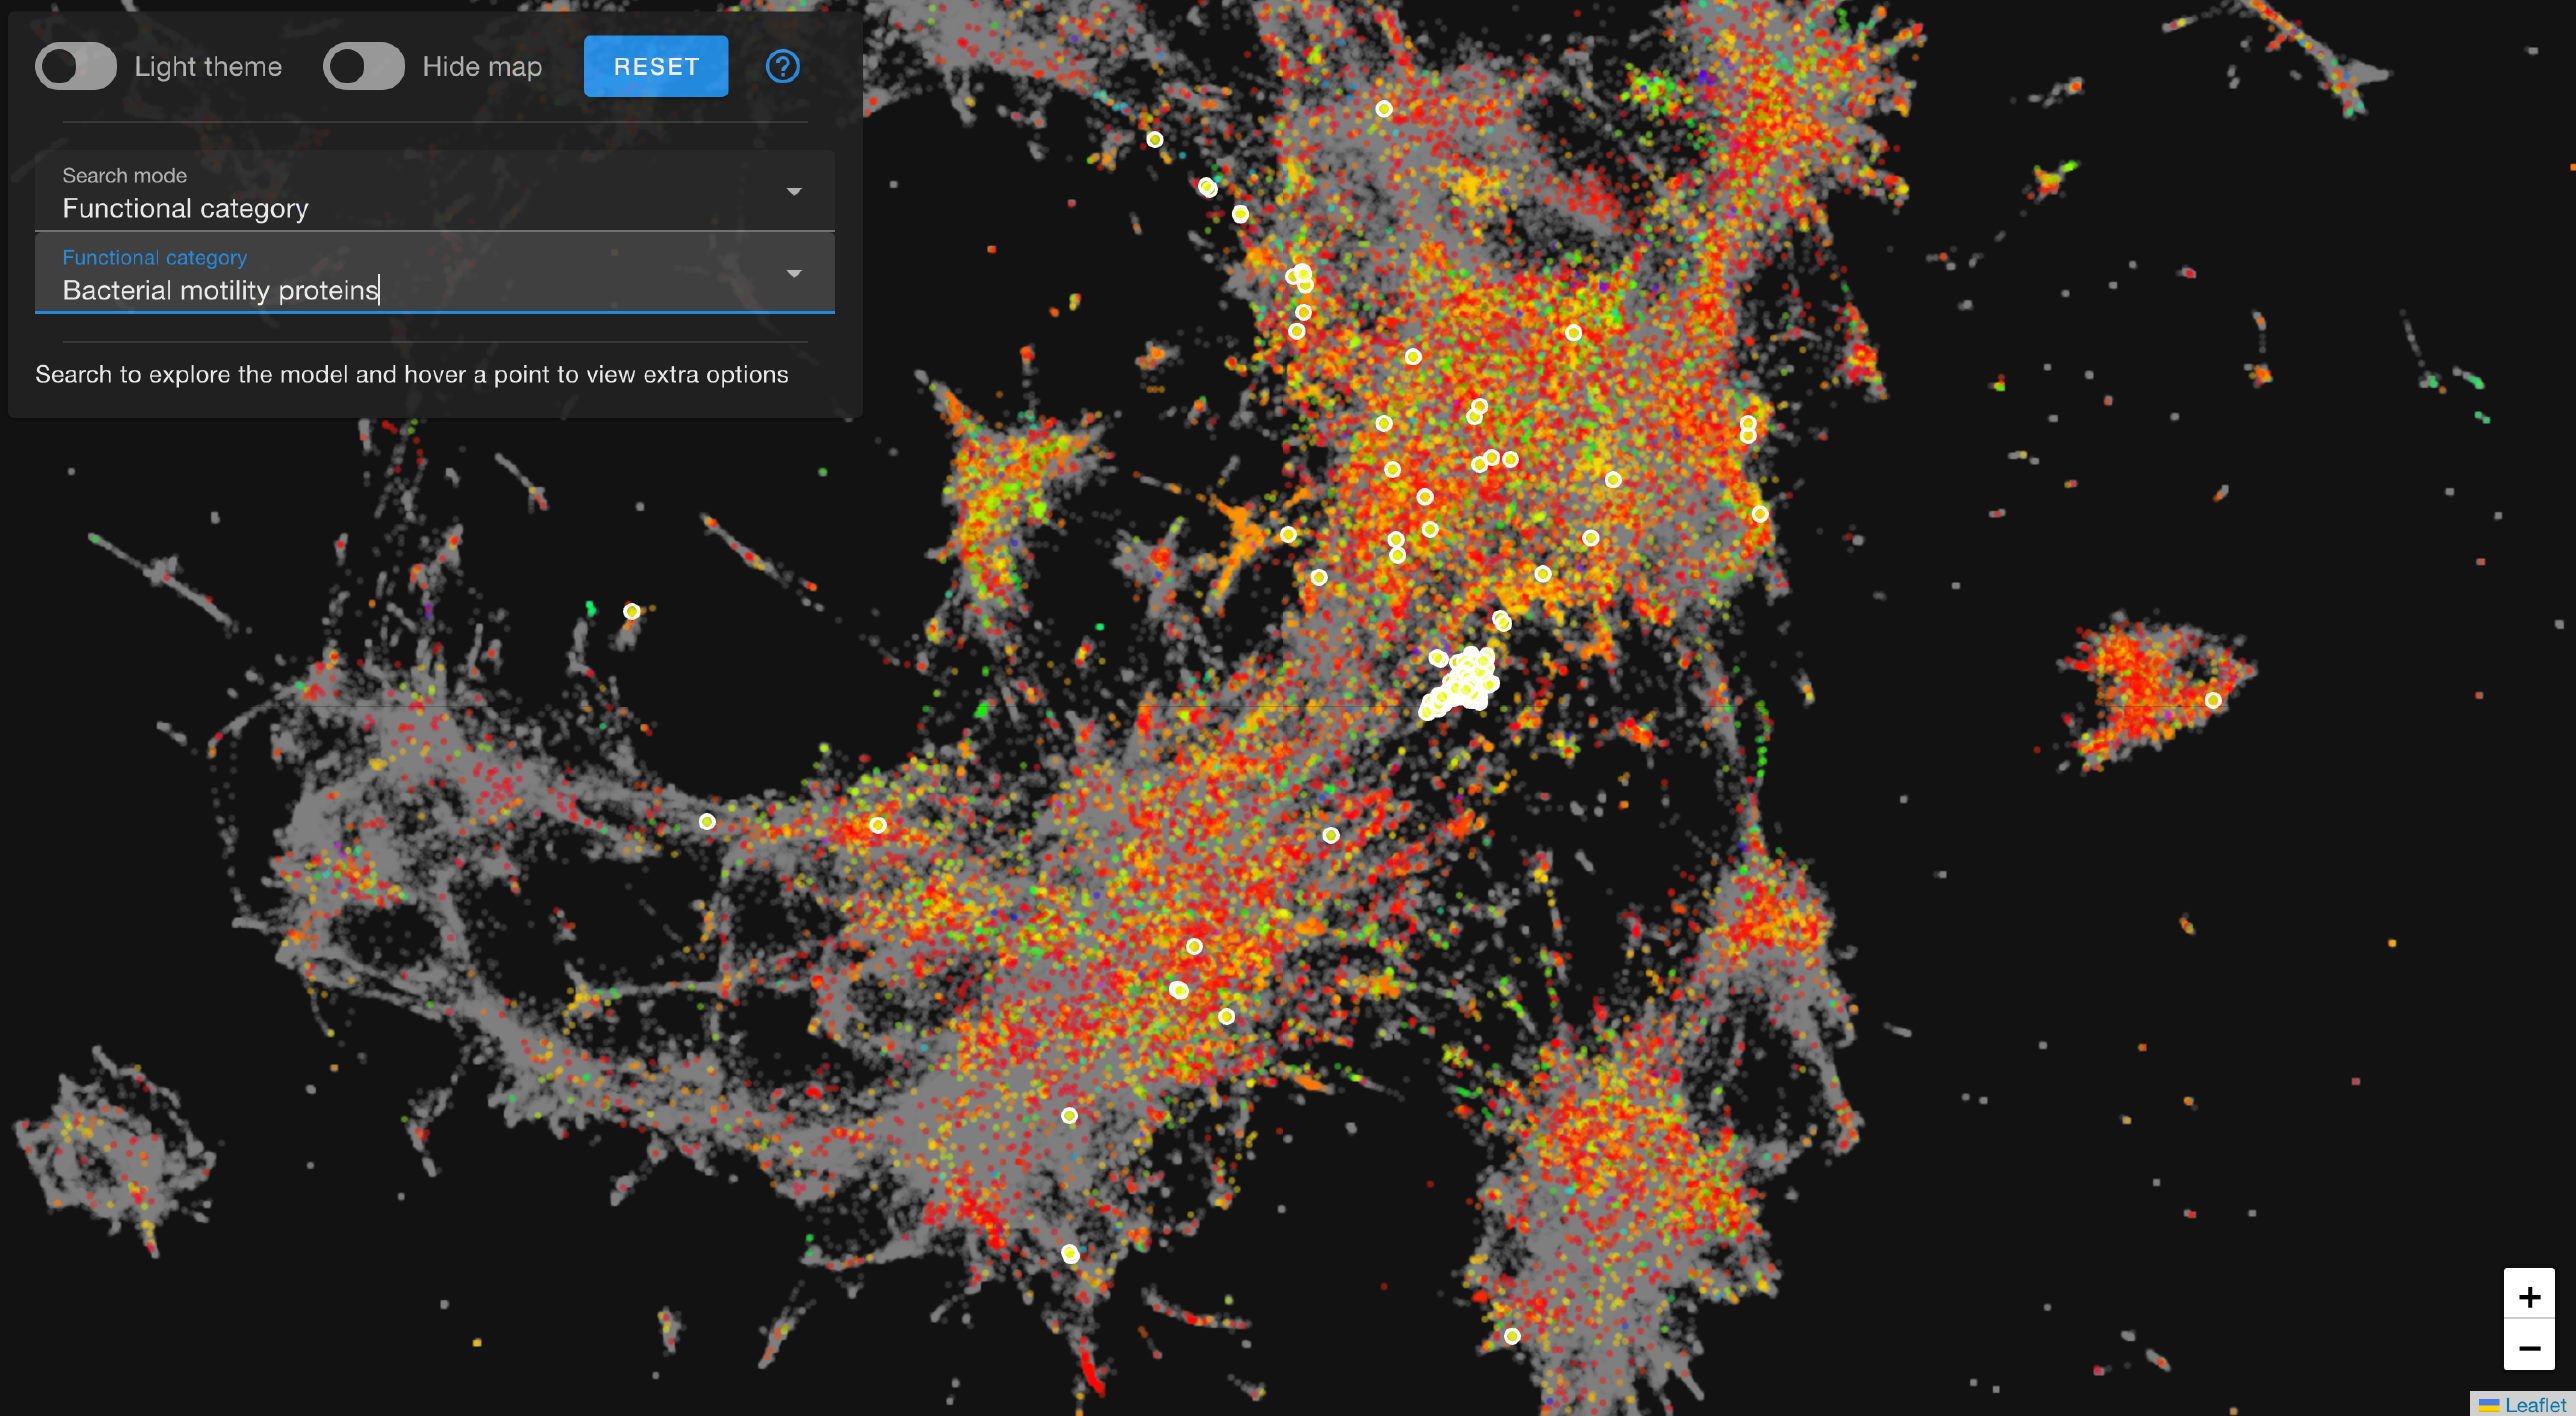 Light theme
Hide map
RESET
?
Search mode
Functional category
Functional category
Bacterial motility proteins
Search to explore the model and hover a point to view extra options
+
−
Leaflet